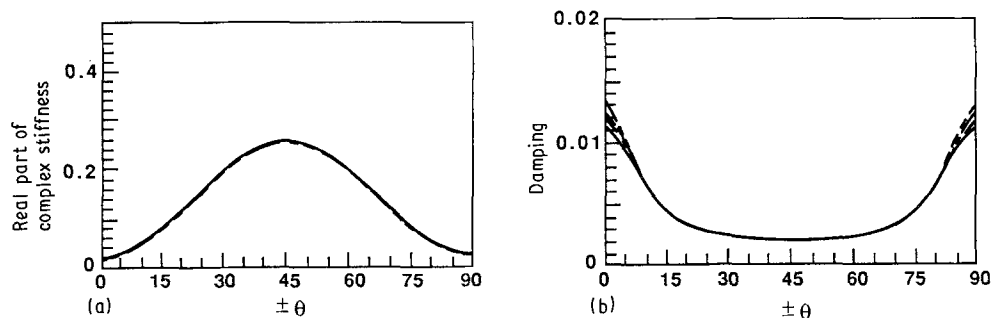 Real part of
complex stiffness
0.4
0.2
0
0 15 30 45 60 75 90
(a) ± θ
Damping
0.02
0.01
0
0 15 30 45 60 75 90
(b) ± θ